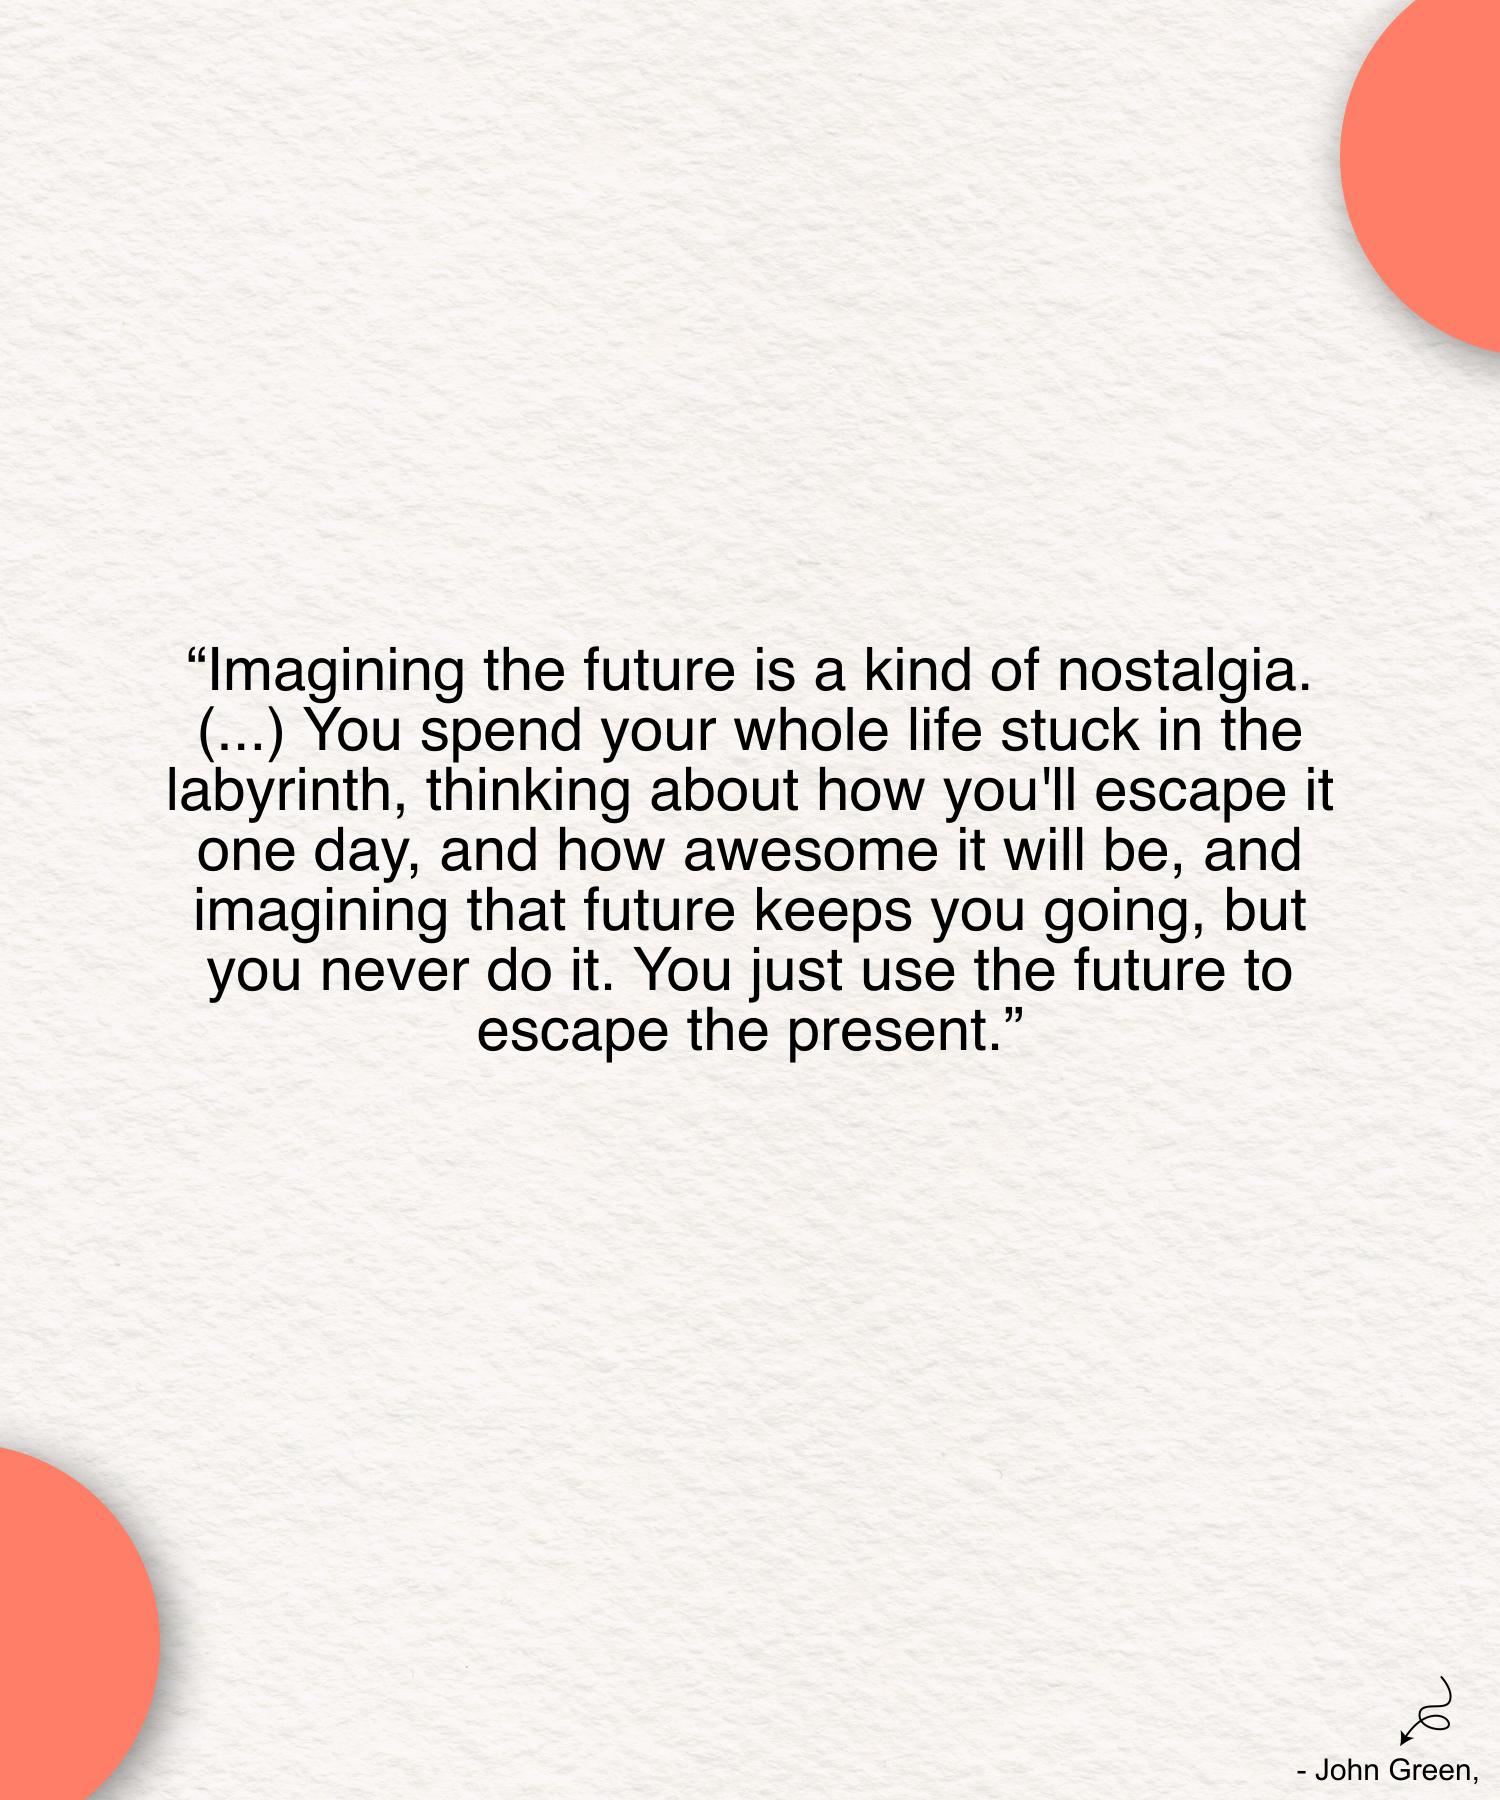 “Imagining the future is a kind of nostalgia.
(...) You spend your whole life stuck in the
labyrinth, thinking about how you'll escape it
one day, and how awesome it will be, and
imagining that future keeps you going, but
you never do it. You just use the future to
escape the present.”
- John Green,